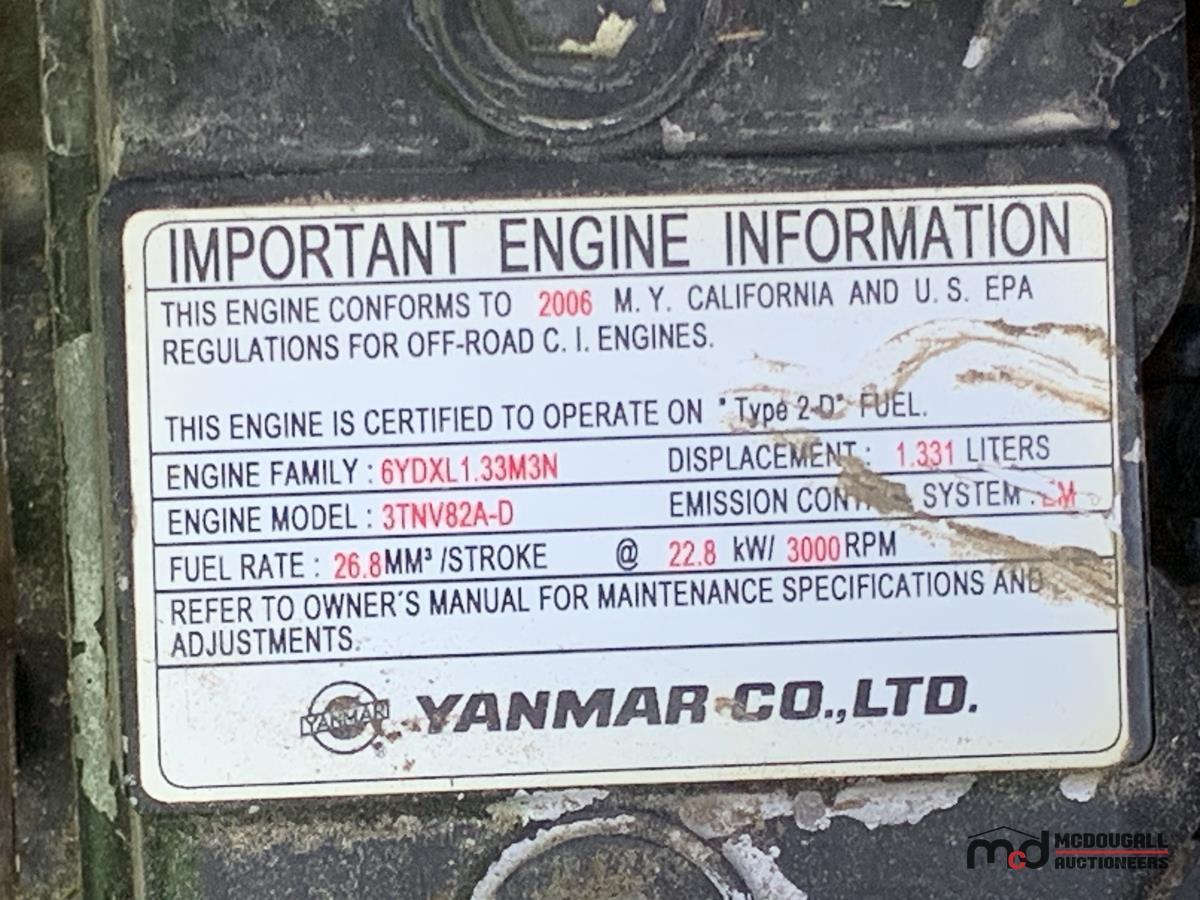 IMPORTANT ENGINE INFORMATION
THIS ENGINE CONFORMS TO 2006 M. Y. CALIFORNIA AND U. S. EPA
REGULATIONS FOR OFF-ROAD C. I. ENGINES.
THIS ENGINE IS CERTIFIED TO OPERATE ON "Type 2-D" FUEL.
ENGINE FAMILY : 6YDXL1.33M3N DISPLACEMENT : 1.331 LITERS
ENGINE MODEL : 3TNV82A-D EMISSION CONTROL SYSTEM : EM
FUEL RATE : 26.8MM³ /STROKE @ 22.8 kW/ 3000RPM
REFER TO OWNER'S MANUAL FOR MAINTENANCE SPECIFICATIONS AND
ADJUSTMENTS.
YANMAR ® YANMAR CO.,LTD.
mcd MCDOUGALL
AUCTIONEERS